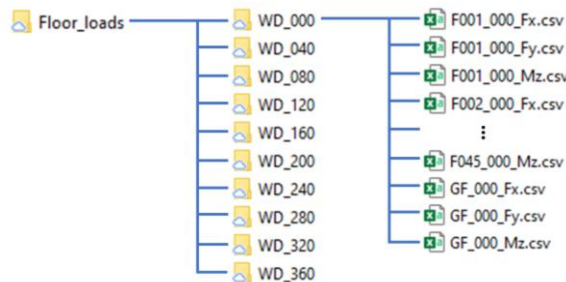 Floor_loads
WD_000
WD_040
WD_080
WD_120
WD_160
WD_200
WD_240
WD_280
WD_320
WD_360
F001_000_Fx.csv
F001_000_Fy.csv
F001_000_Mz.csv
F002_000_Fx.csv
⋮
F045_000_Mz.csv
GF_000_Fx.csv
GF_000_Fy.csv
GF_000_Mz.csv